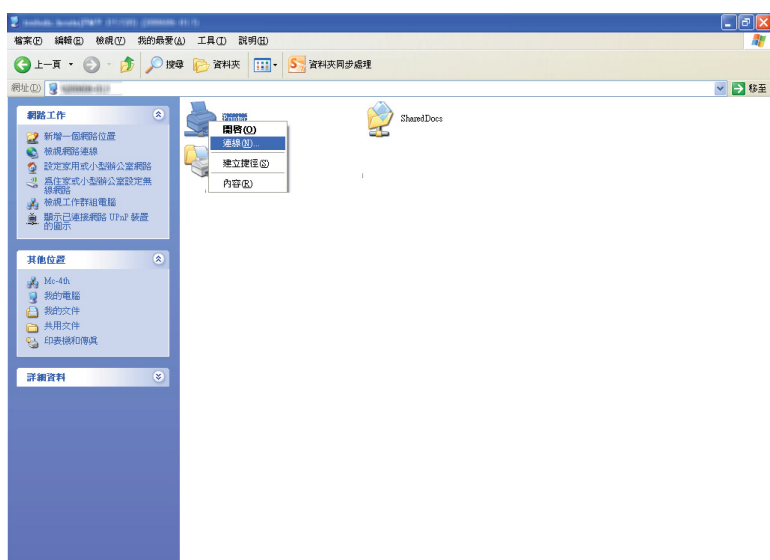 檔案(F) 編輯(E) 檢視(V) 我的最愛(A) 工具(T) 說明(H)
上一頁 搜尋 資料夾 資料夾同步處理
網址(D) 移至
網路工作
新增一個網路位置
檢視網路連線
設定家用或小型辦公室網路
為住家或小型辦公室設定無
線網路
檢視工作群組電腦
顯示已連接網路 UPnP 裝置
的圖示
其他位置
Mc-4th
我的電腦
我的文件
共用文件
印表機和傳真
詳細資料
Printer
SharedDocs
開啓(O)
連線(N)...
建立捷徑(S)
內容(R)